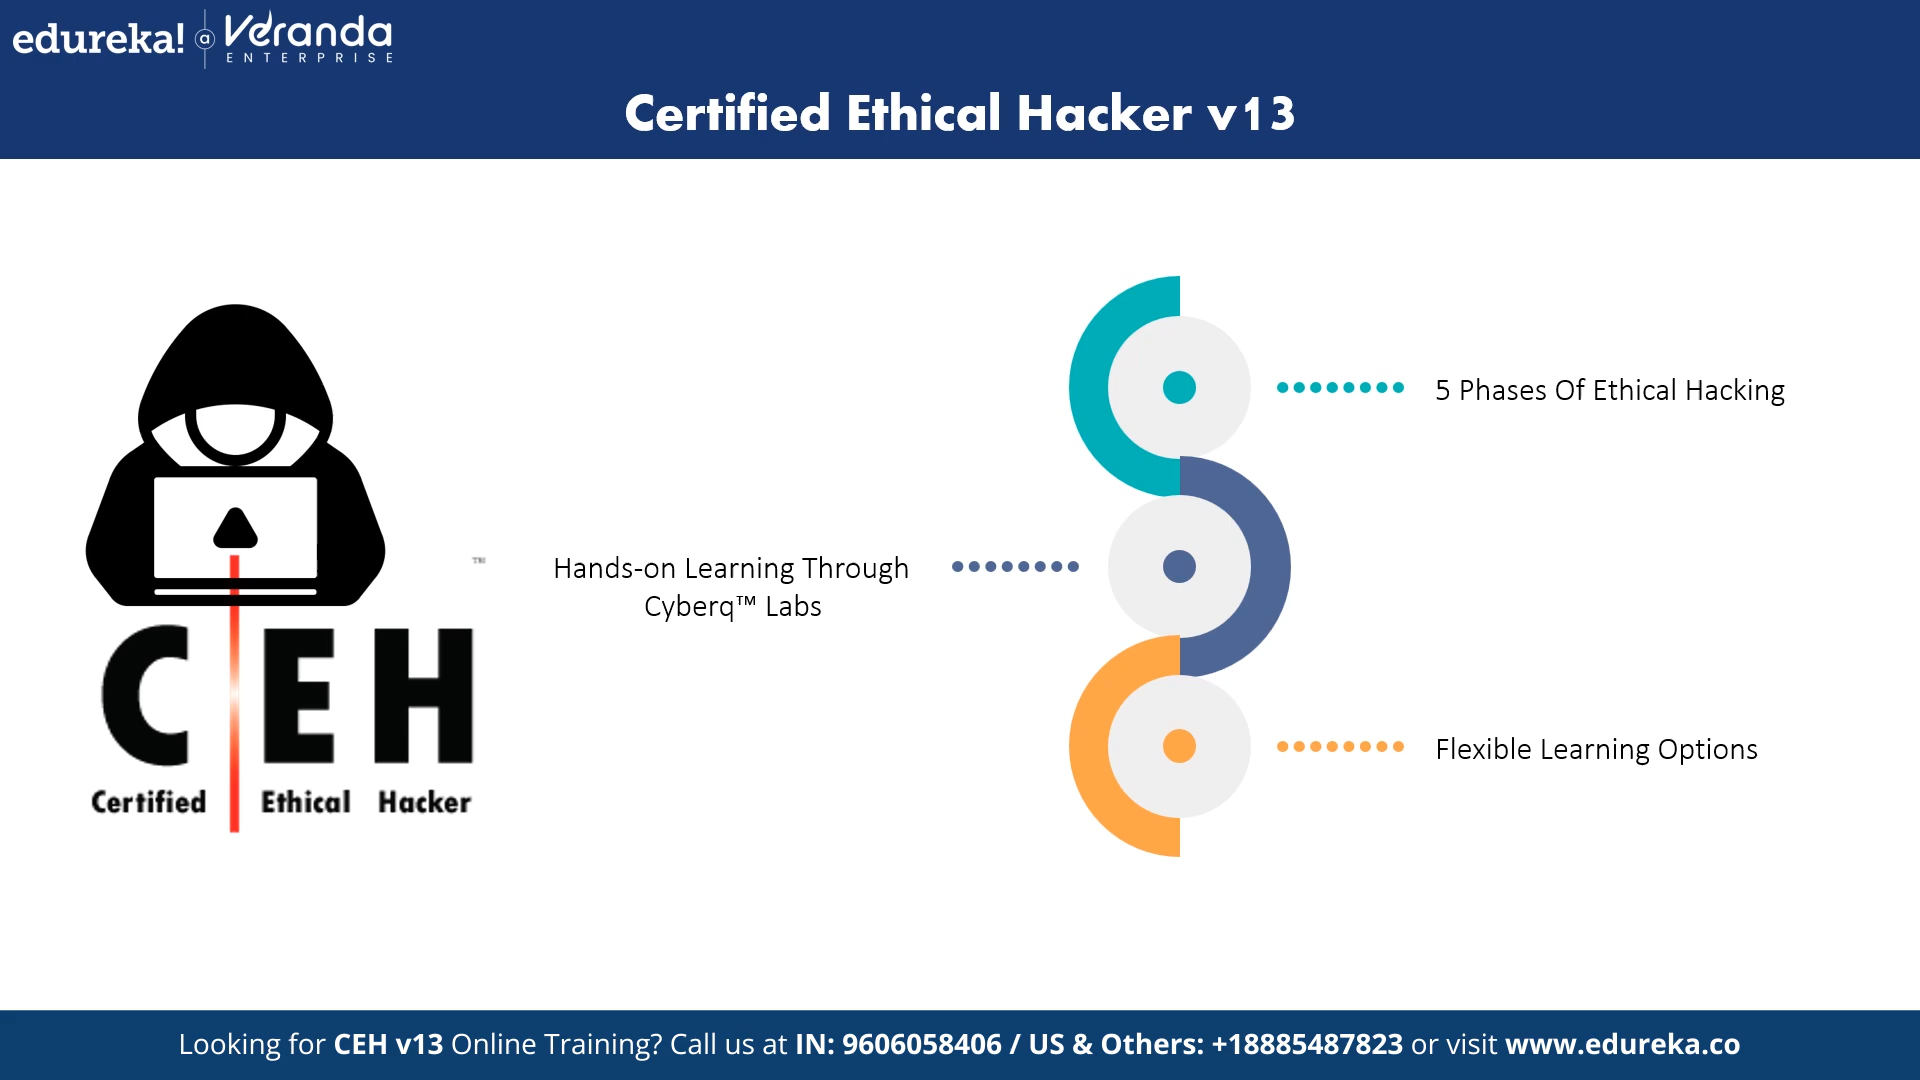 edureka! a Veranda
ENTERPRISE
Certified Ethical Hacker v13
5 Phases Of Ethical Hacking
Hands-on Learning Through
Cyberq™ Labs
Flexible Learning Options
™
CEH
Certified Ethical Hacker
Looking for CEH v13 Online Training? Call us at IN: 9606058406 / US & Others: +18885487823 or visit www.edureka.co